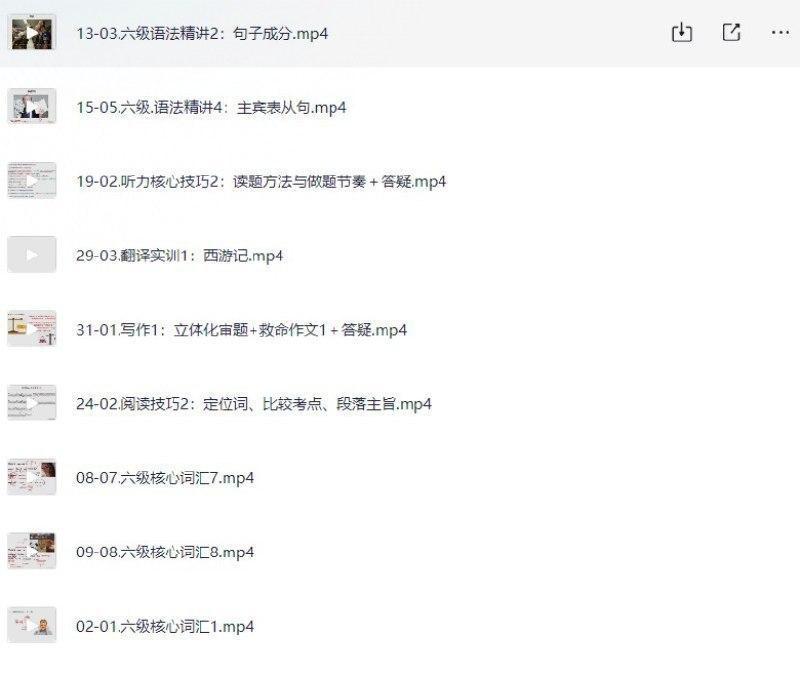 13-03.六级语法精讲2：句子成分.mp4
15-05.六级.语法精讲4：主宾表从句.mp4
19-02.听力核心技巧2：读题方法与做题节奏＋答疑.mp4
29-03.翻译实训1：西游记.mp4
31-01.写作1：立体化审题+救命作文1＋答疑.mp4
24-02.阅读技巧2：定位词、比较考点、段落主旨.mp4
08-07.六级核心词汇7.mp4
09-08.六级核心词汇8.mp4
02-01.六级核心词汇1.mp4